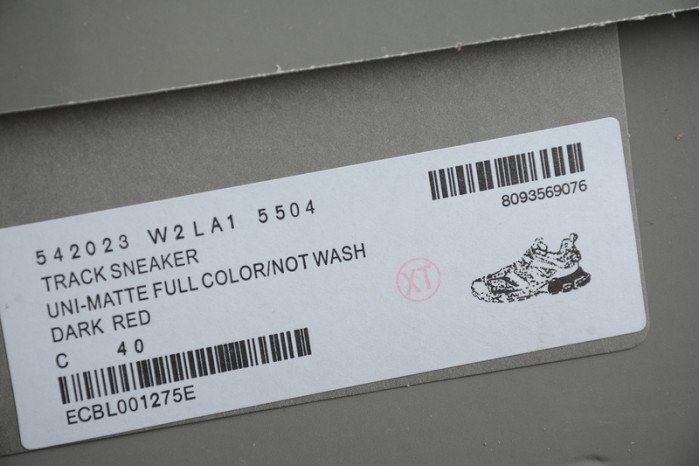 542023 W2LA1 5504
TRACK SNEAKER
UNI-MATTE FULL COLOR/NOT WASH
DARK RED
C 40
ECBL001275E
8093569076
XT